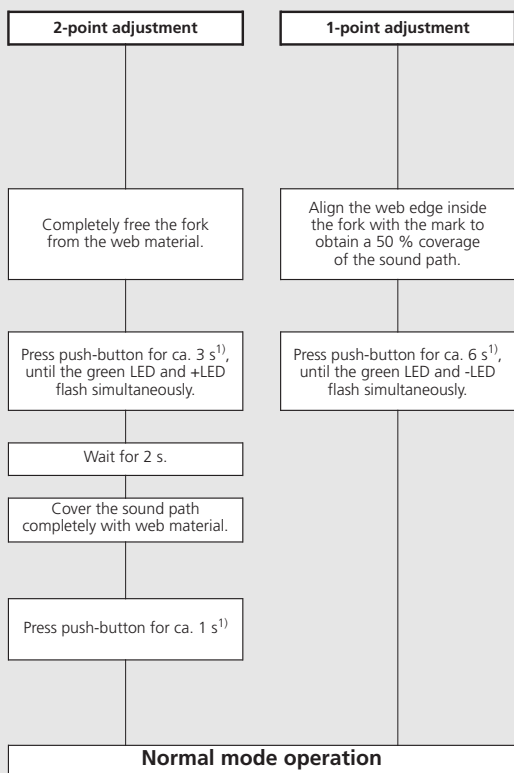 2-point adjustment
Completely free the fork
from the web material.
Press push-button for ca. 3 s1),
until the green LED and +LED
flash simultaneously.
Wait for 2 s.
Cover the sound path
completely with web material.
Press push-button for ca. 1 s1)
1-point adjustment
Align the web edge inside
the fork with the mark to
obtain a 50 % coverage
of the sound path.
Press push-button for ca. 6 s1),
until the green LED and -LED
flash simultaneously.
Normal mode operation